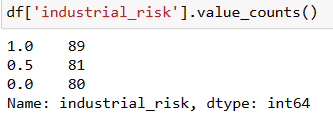 df['industrial_risk'].value_counts()
1.0    89
0.5    81
0.0    80
Name: industrial_risk, dtype: int64